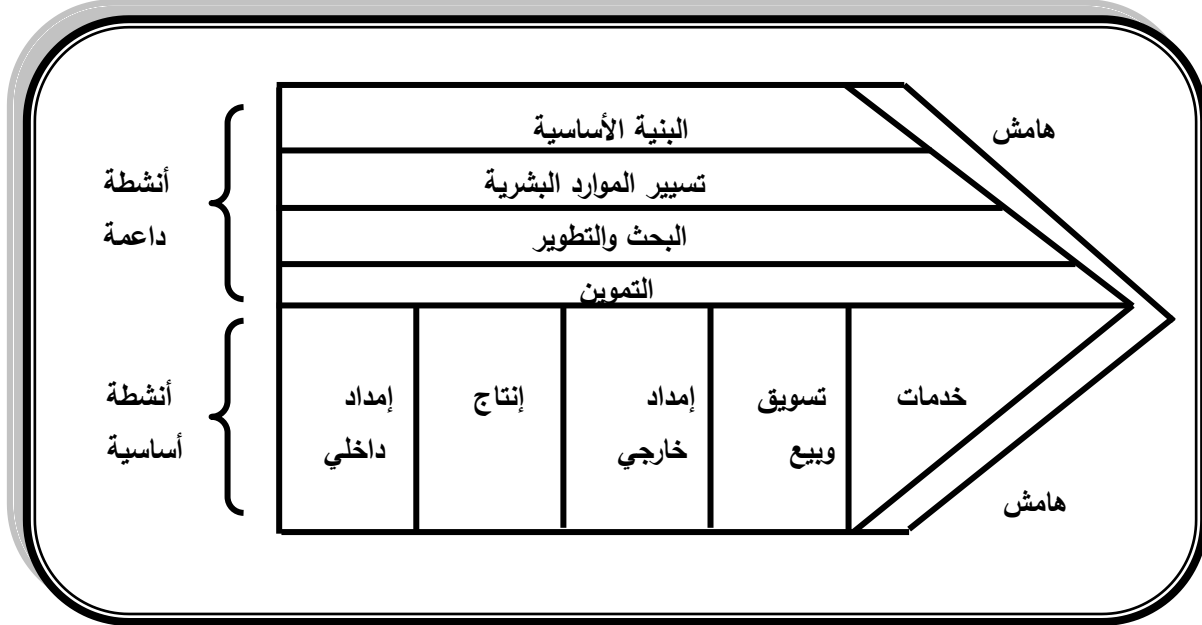 البنية الأساسية
هامش
تسيير الموارد البشرية
أنشطة
داعمة
البحث والتطوير
التموين
أنشطة
أساسية
إمداد
داخلي
إنتاج
إمداد
خارجي
تسويق
وبيع
خدمات
هامش